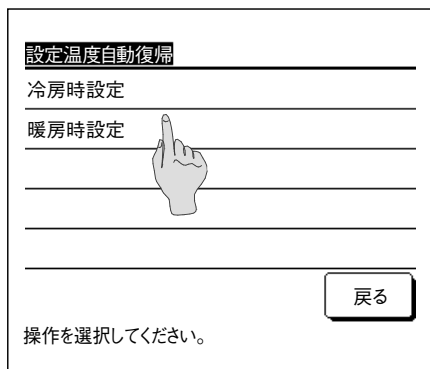 設定温度自動復帰
冷房時設定
暖房時設定
戻る
操作を選択してください。